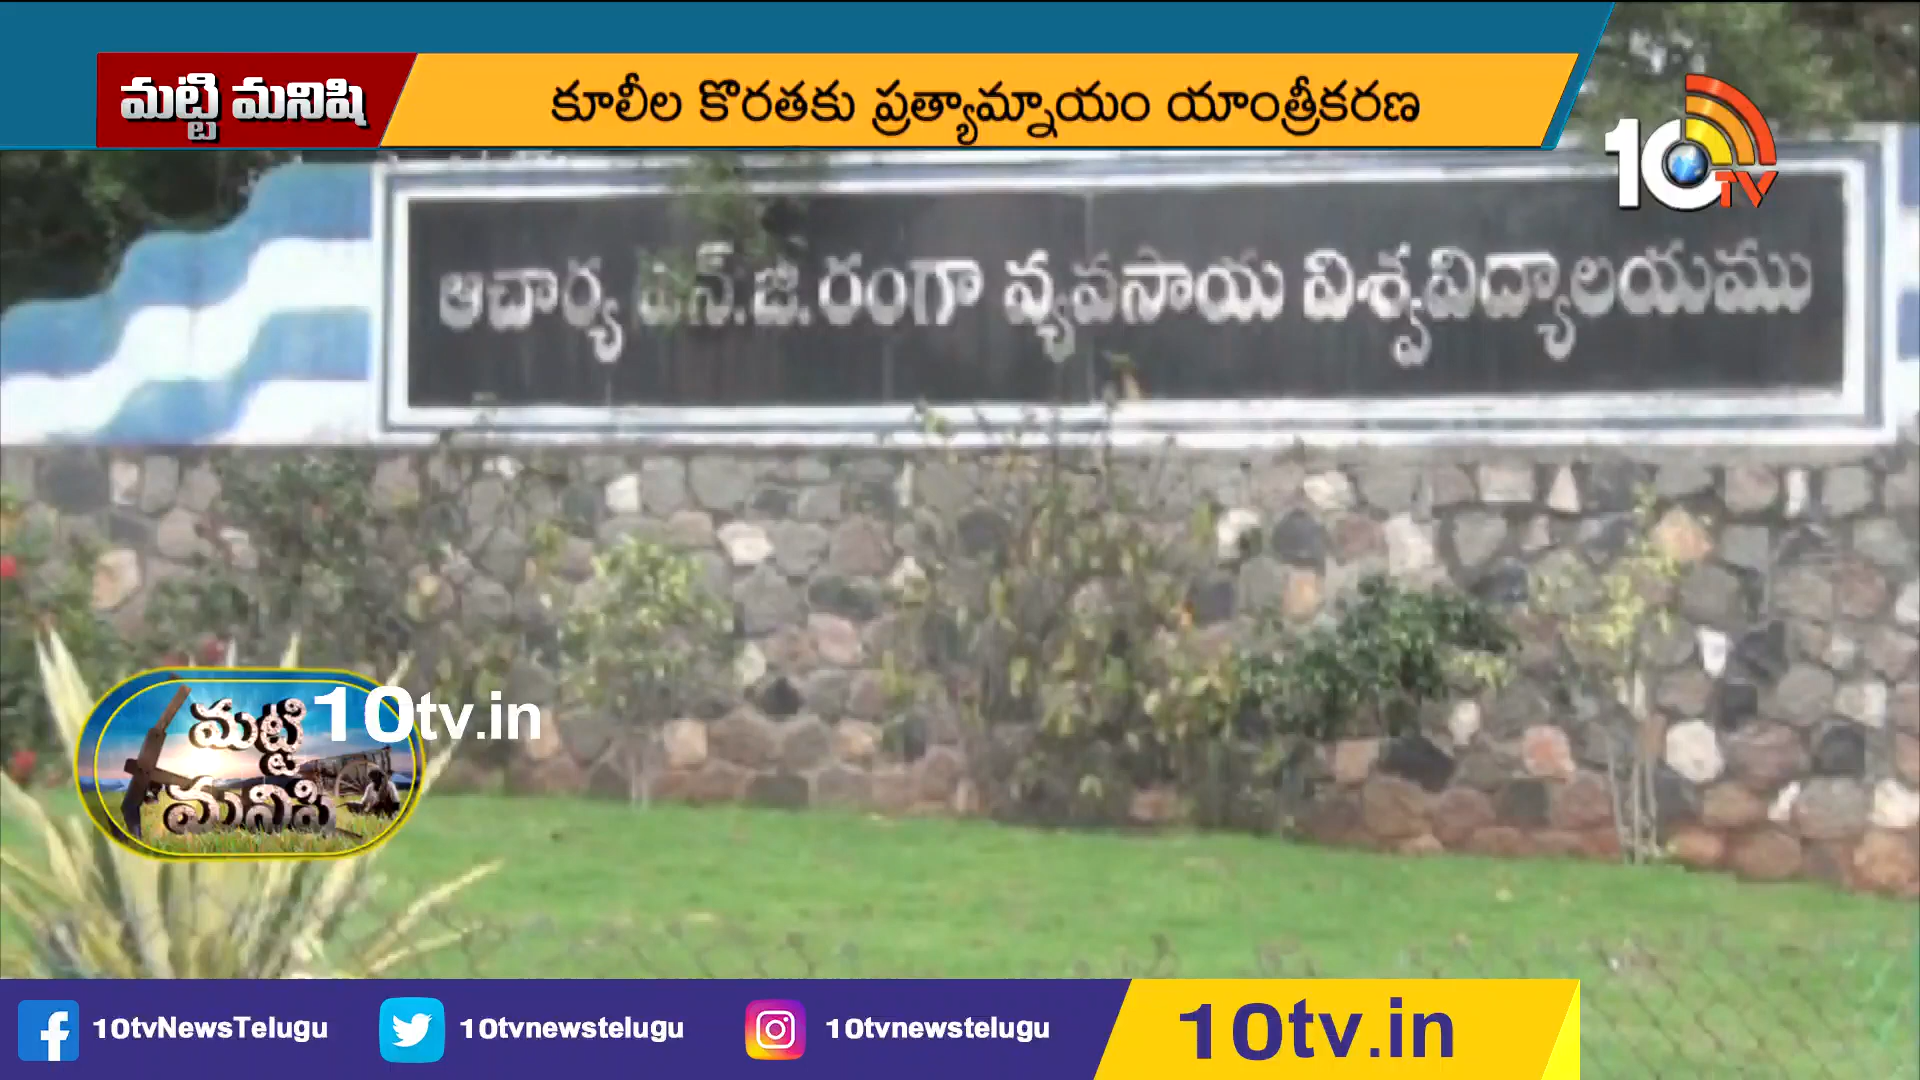 మట్టి మనిషి
కూలీల కొరతకు ప్రత్యామ్నాయం యాంత్రీకరణ
10TV
ఆచార్య ఎన్.జి.రంగా వ్యవసాయ విశ్వవిద్యాలయము
మట్టి
మనిషి
10tv.in
10tvNewsTelugu
10tvnewstelugu
10tvnewstelugu
10tv.in